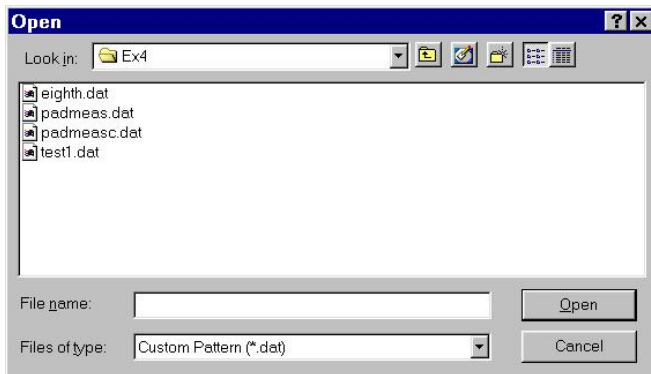 Open
Look in: Ex4
eighth.dat
padmeas.dat
padmeasc.dat
test1.dat
File name: Open
Files of type: Custom Pattern (*.dat) Cancel